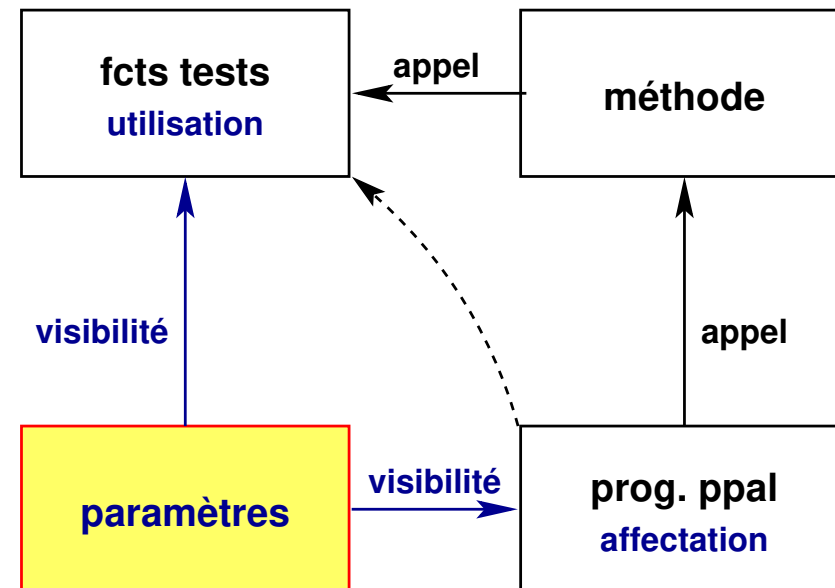 fcts tests
utilisation
appel
méthode
visibilité
appel
paramètres
visibilité
prog. ppal
affectation